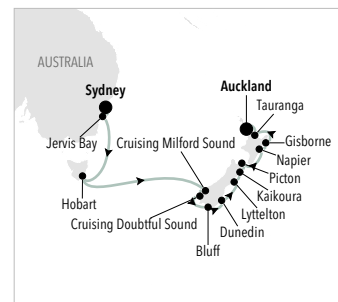 AUSTRALIA
Sydney
Auckland
Tauranga
Jervis Bay
Cruising Milford Sound
Gisborne
Napier
Picton
Kaikoura
Hobart
Lyttelton
Cruising Doubtful Sound
Dunedin
Bluff